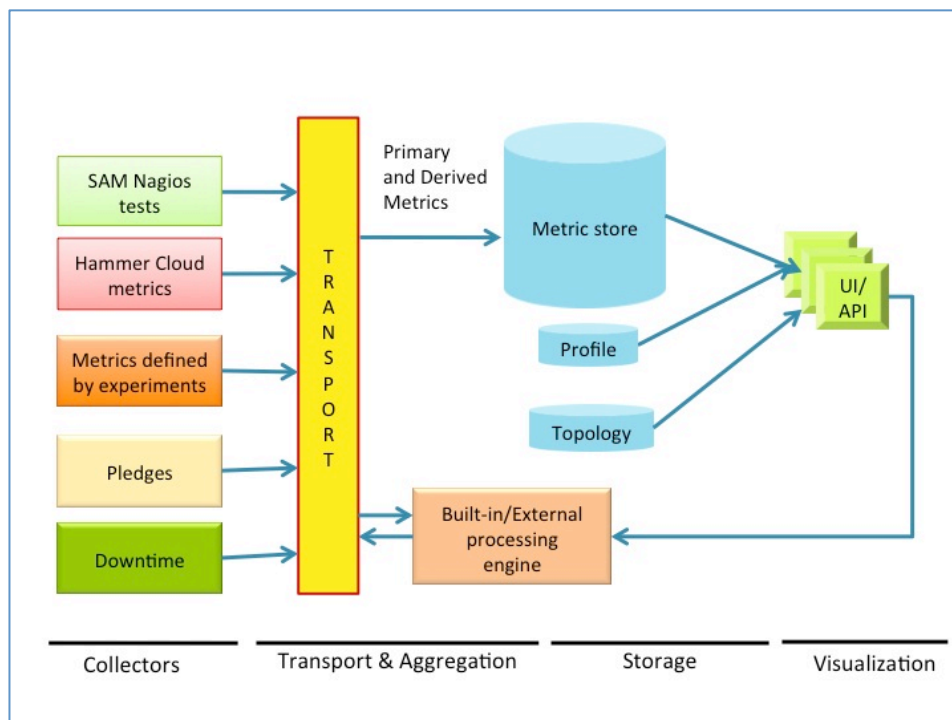 SAM Nagios
tests
Hammer Cloud
metrics
Metrics defined
by experiments
Pledges
Downtime
T
R
A
N
S
P
O
R
T
Primary
and Derived
Metrics
Metric store
Profile
Topology
UI/
API
Built-in/External
processing
engine
Collectors
Transport & Aggregation
Storage
Visualization